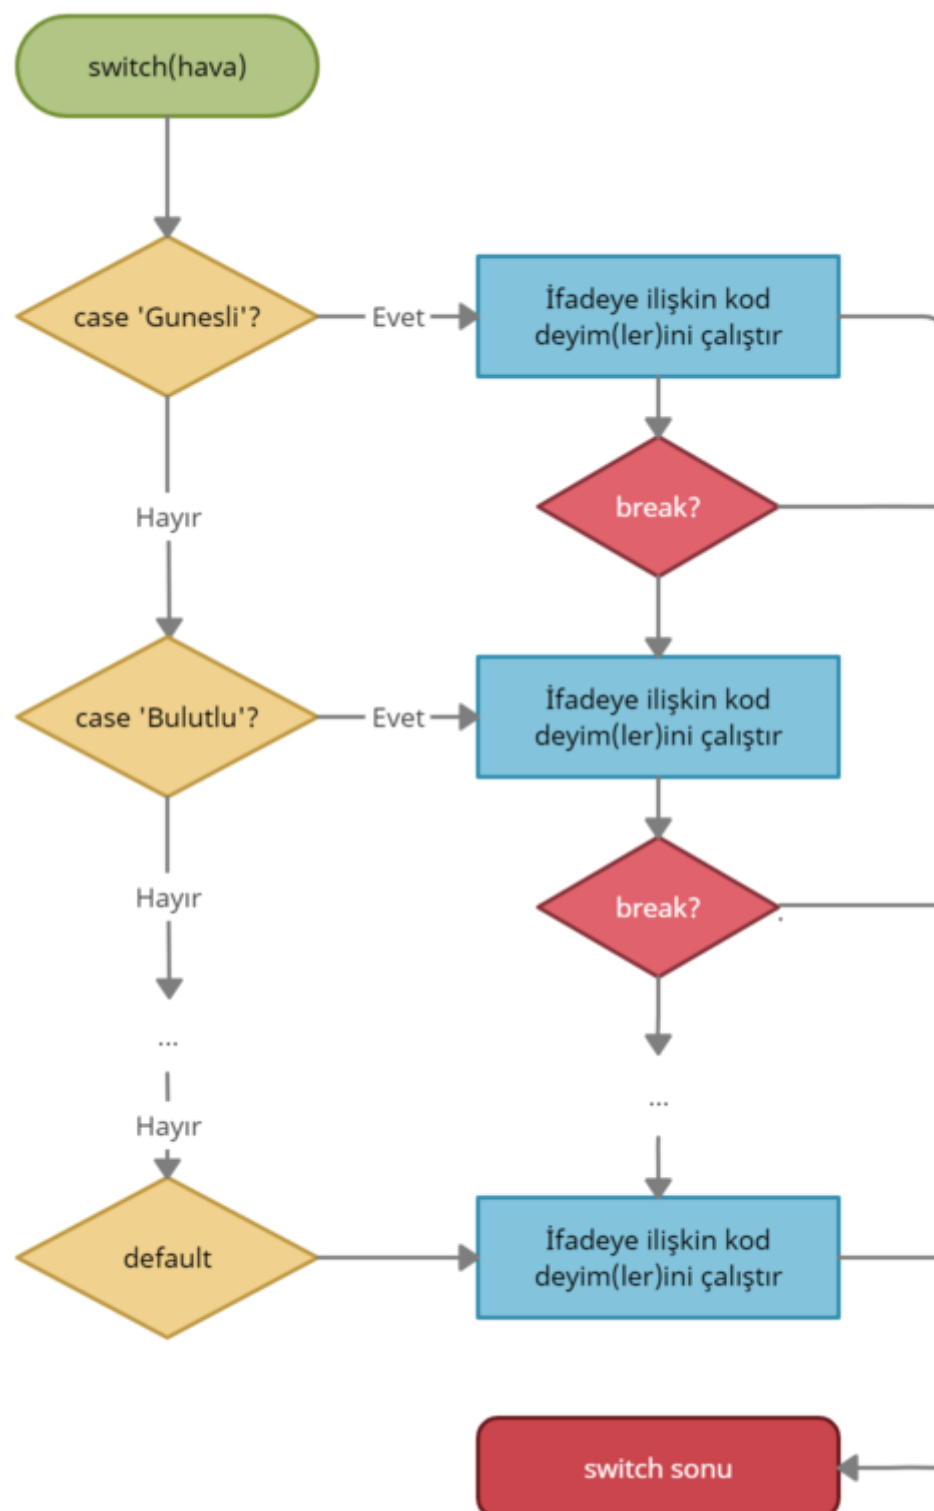 switch(hava)
case 'Gunesli'?
Evet
İfadeye ilişkin kod
deyim(ler)ini çalıştır
break?
Hayır
case 'Bulutlu'?
Evet
İfadeye ilişkin kod
deyim(ler)ini çalıştır
break?
Hayır
...
...
Hayır
default
İfadeye ilişkin kod
deyim(ler)ini çalıştır
switch sonu